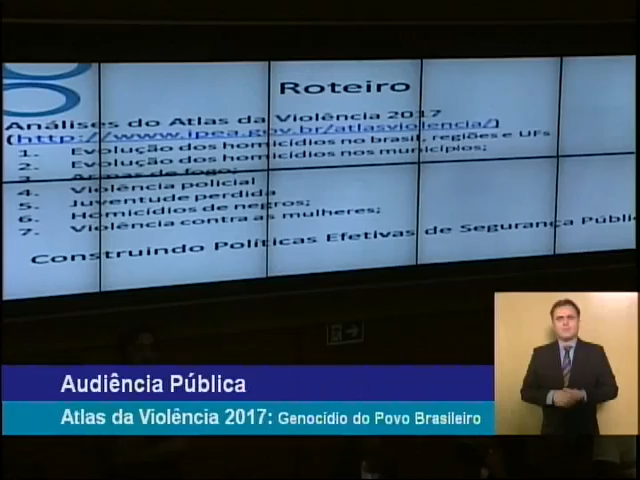 Roteiro
Análises do Atlas da Violência 2017
(http://www.ipea.gov.br/atlasviolencia/)
1. Evolução dos homicídios no brasil, regiões e UFs
2. Evolução dos homicídios nos municípios;
3. Armas de fogo;
4. Violência policial
5. Juventude perdida
6. Homicídios de negros;
7. Violência contra as mulheres;
Construindo Políticas Efetivas de Segurança Públi
Audiência Pública
Atlas da Violência 2017: Genocídio do Povo Brasileiro